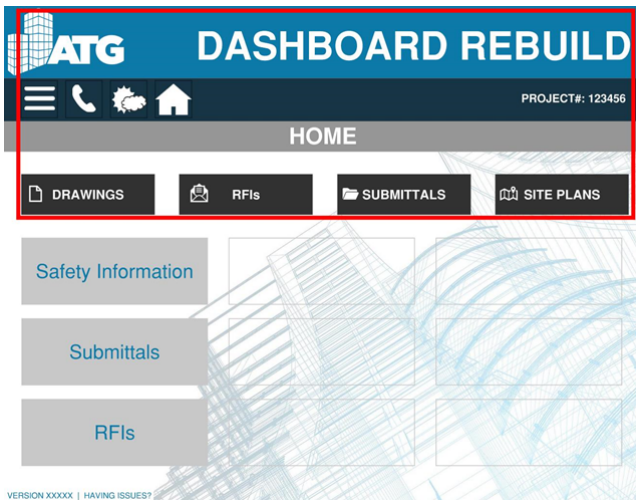 ATG
DASHBOARD REBUILD
PROJECT#: 123456
HOME
DRAWINGS
RFIs
SUBMITTALS
SITE PLANS
Safety Information
Submittals
RFIs
VERSION XXXXX | HAVING ISSUES?